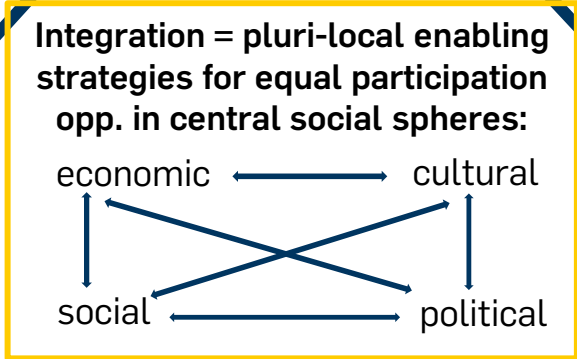 Integration = pluri-local enabling
strategies for equal participation
opp. in central social spheres:
economic cultural
social political